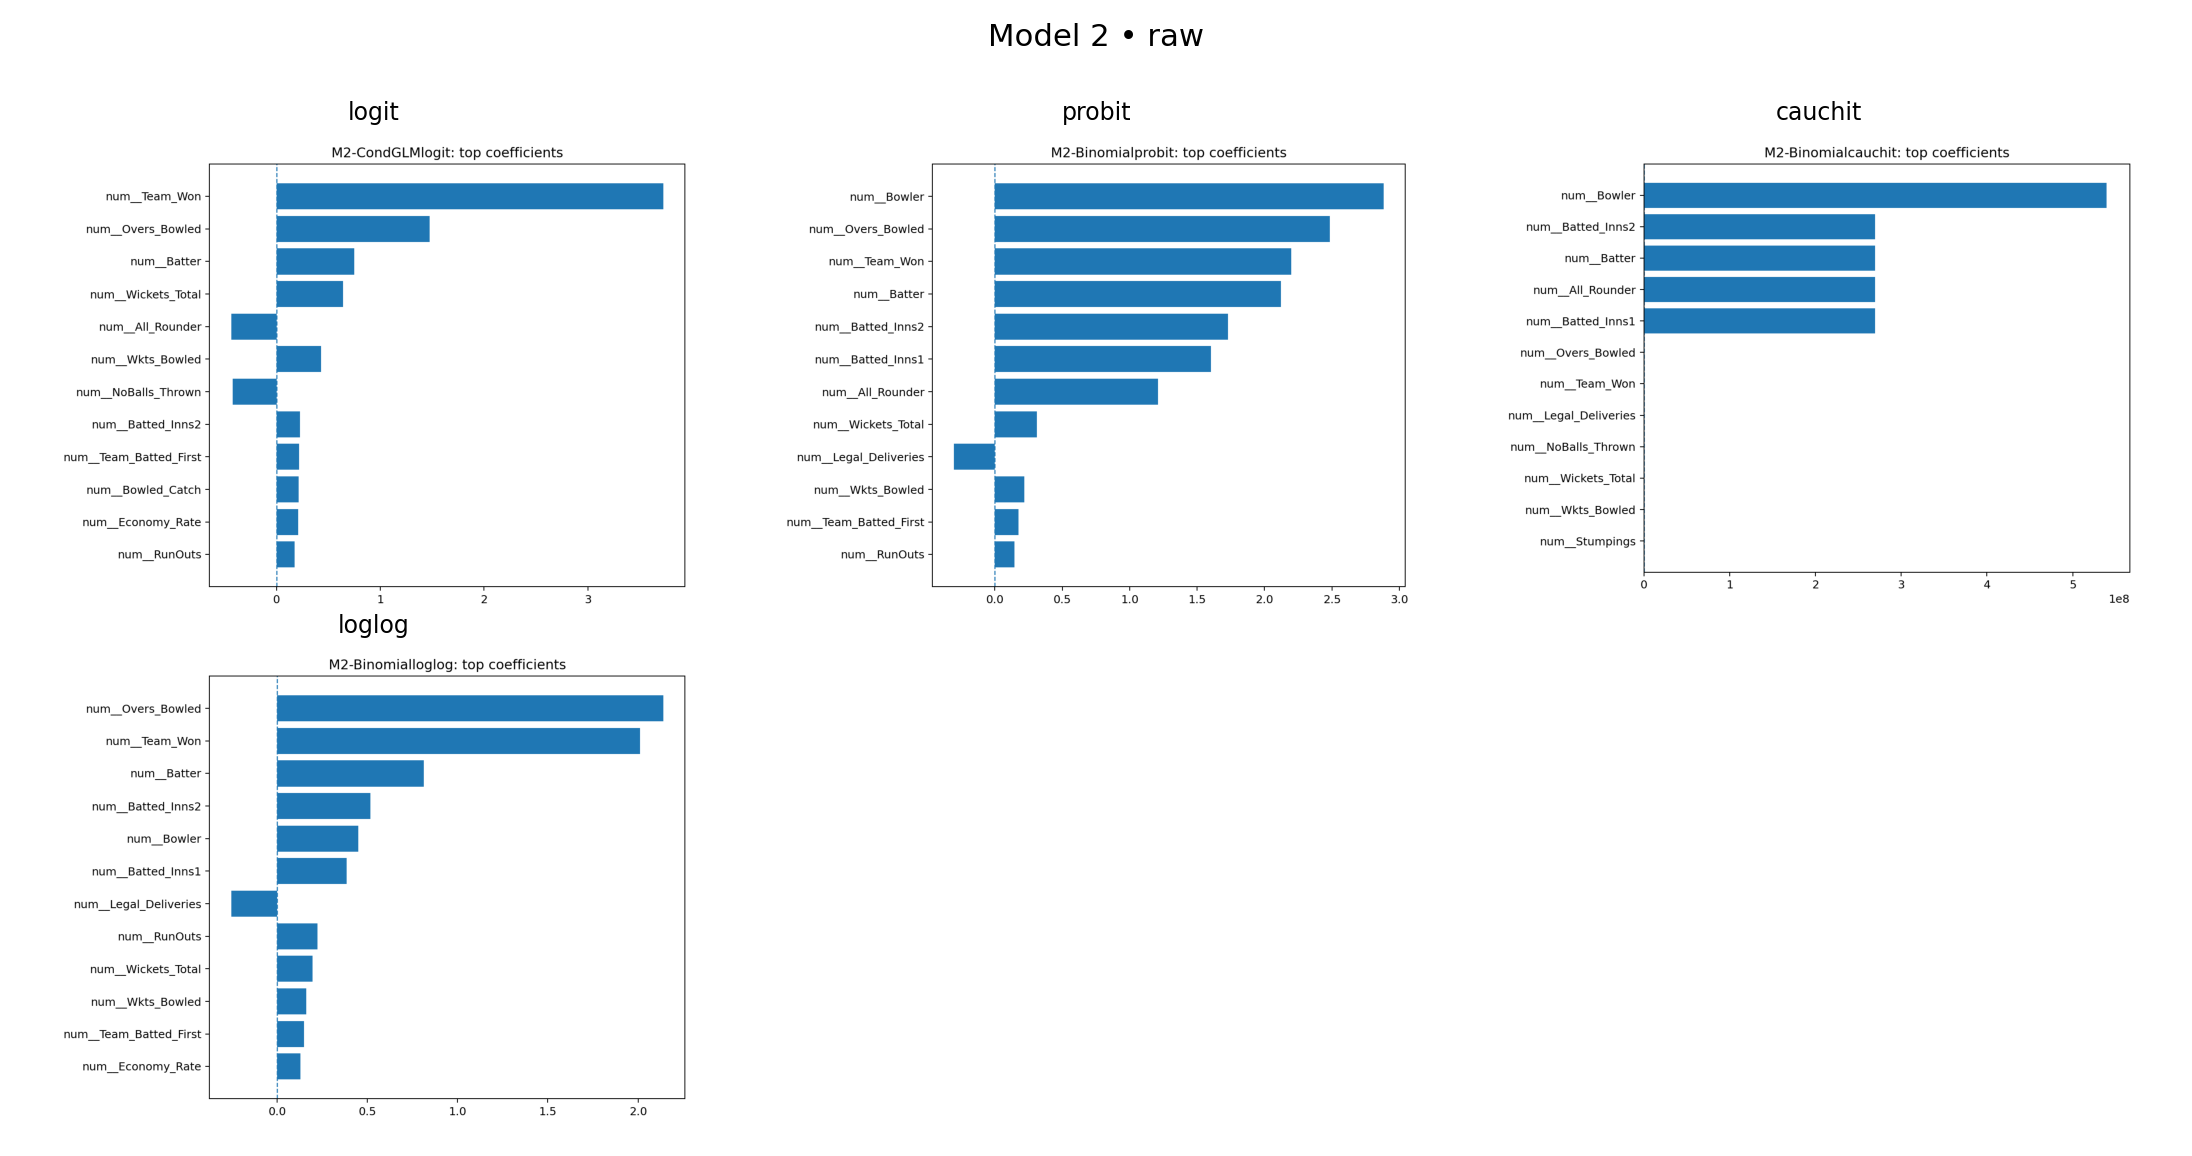 Model 2 • raw
logit
M2-CondGLMlogit: top coefficients
num__Team_Won
num__Overs_Bowled
num__Batter
num__Wickets_Total
num__All_Rounder
num__Wkts_Bowled
num__NoBalls_Thrown
num__Batted_Inns2
num__Team_Batted_First
num__Bowled_Catch
num__Economy_Rate
num__RunOuts
0 1 2 3
probit
M2-Binomialprobit: top coefficients
num__Bowler
num__Overs_Bowled
num__Team_Won
num__Batter
num__Batted_Inns2
num__Batted_Inns1
num__All_Rounder
num__Wickets_Total
num__Legal_Deliveries
num__Wkts_Bowled
num__Team_Batted_First
num__RunOuts
0.0 0.5 1.0 1.5 2.0 2.5 3.0
cauchit
M2-Binomialcauchit: top coefficients
num__Bowler
num__Batted_Inns2
num__Batter
num__All_Rounder
num__Batted_Inns1
num__Overs_Bowled
num__Team_Won
num__Legal_Deliveries
num__NoBalls_Thrown
num__Wickets_Total
num__Wkts_Bowled
num__Stumpings
0 1 2 3 4 5
1e8
loglog
M2-Binomialloglog: top coefficients
num__Overs_Bowled
num__Team_Won
num__Batter
num__Batted_Inns2
num__Bowler
num__Batted_Inns1
num__Legal_Deliveries
num__RunOuts
num__Wickets_Total
num__Wkts_Bowled
num__Team_Batted_First
num__Economy_Rate
0.0 0.5 1.0 1.5 2.0